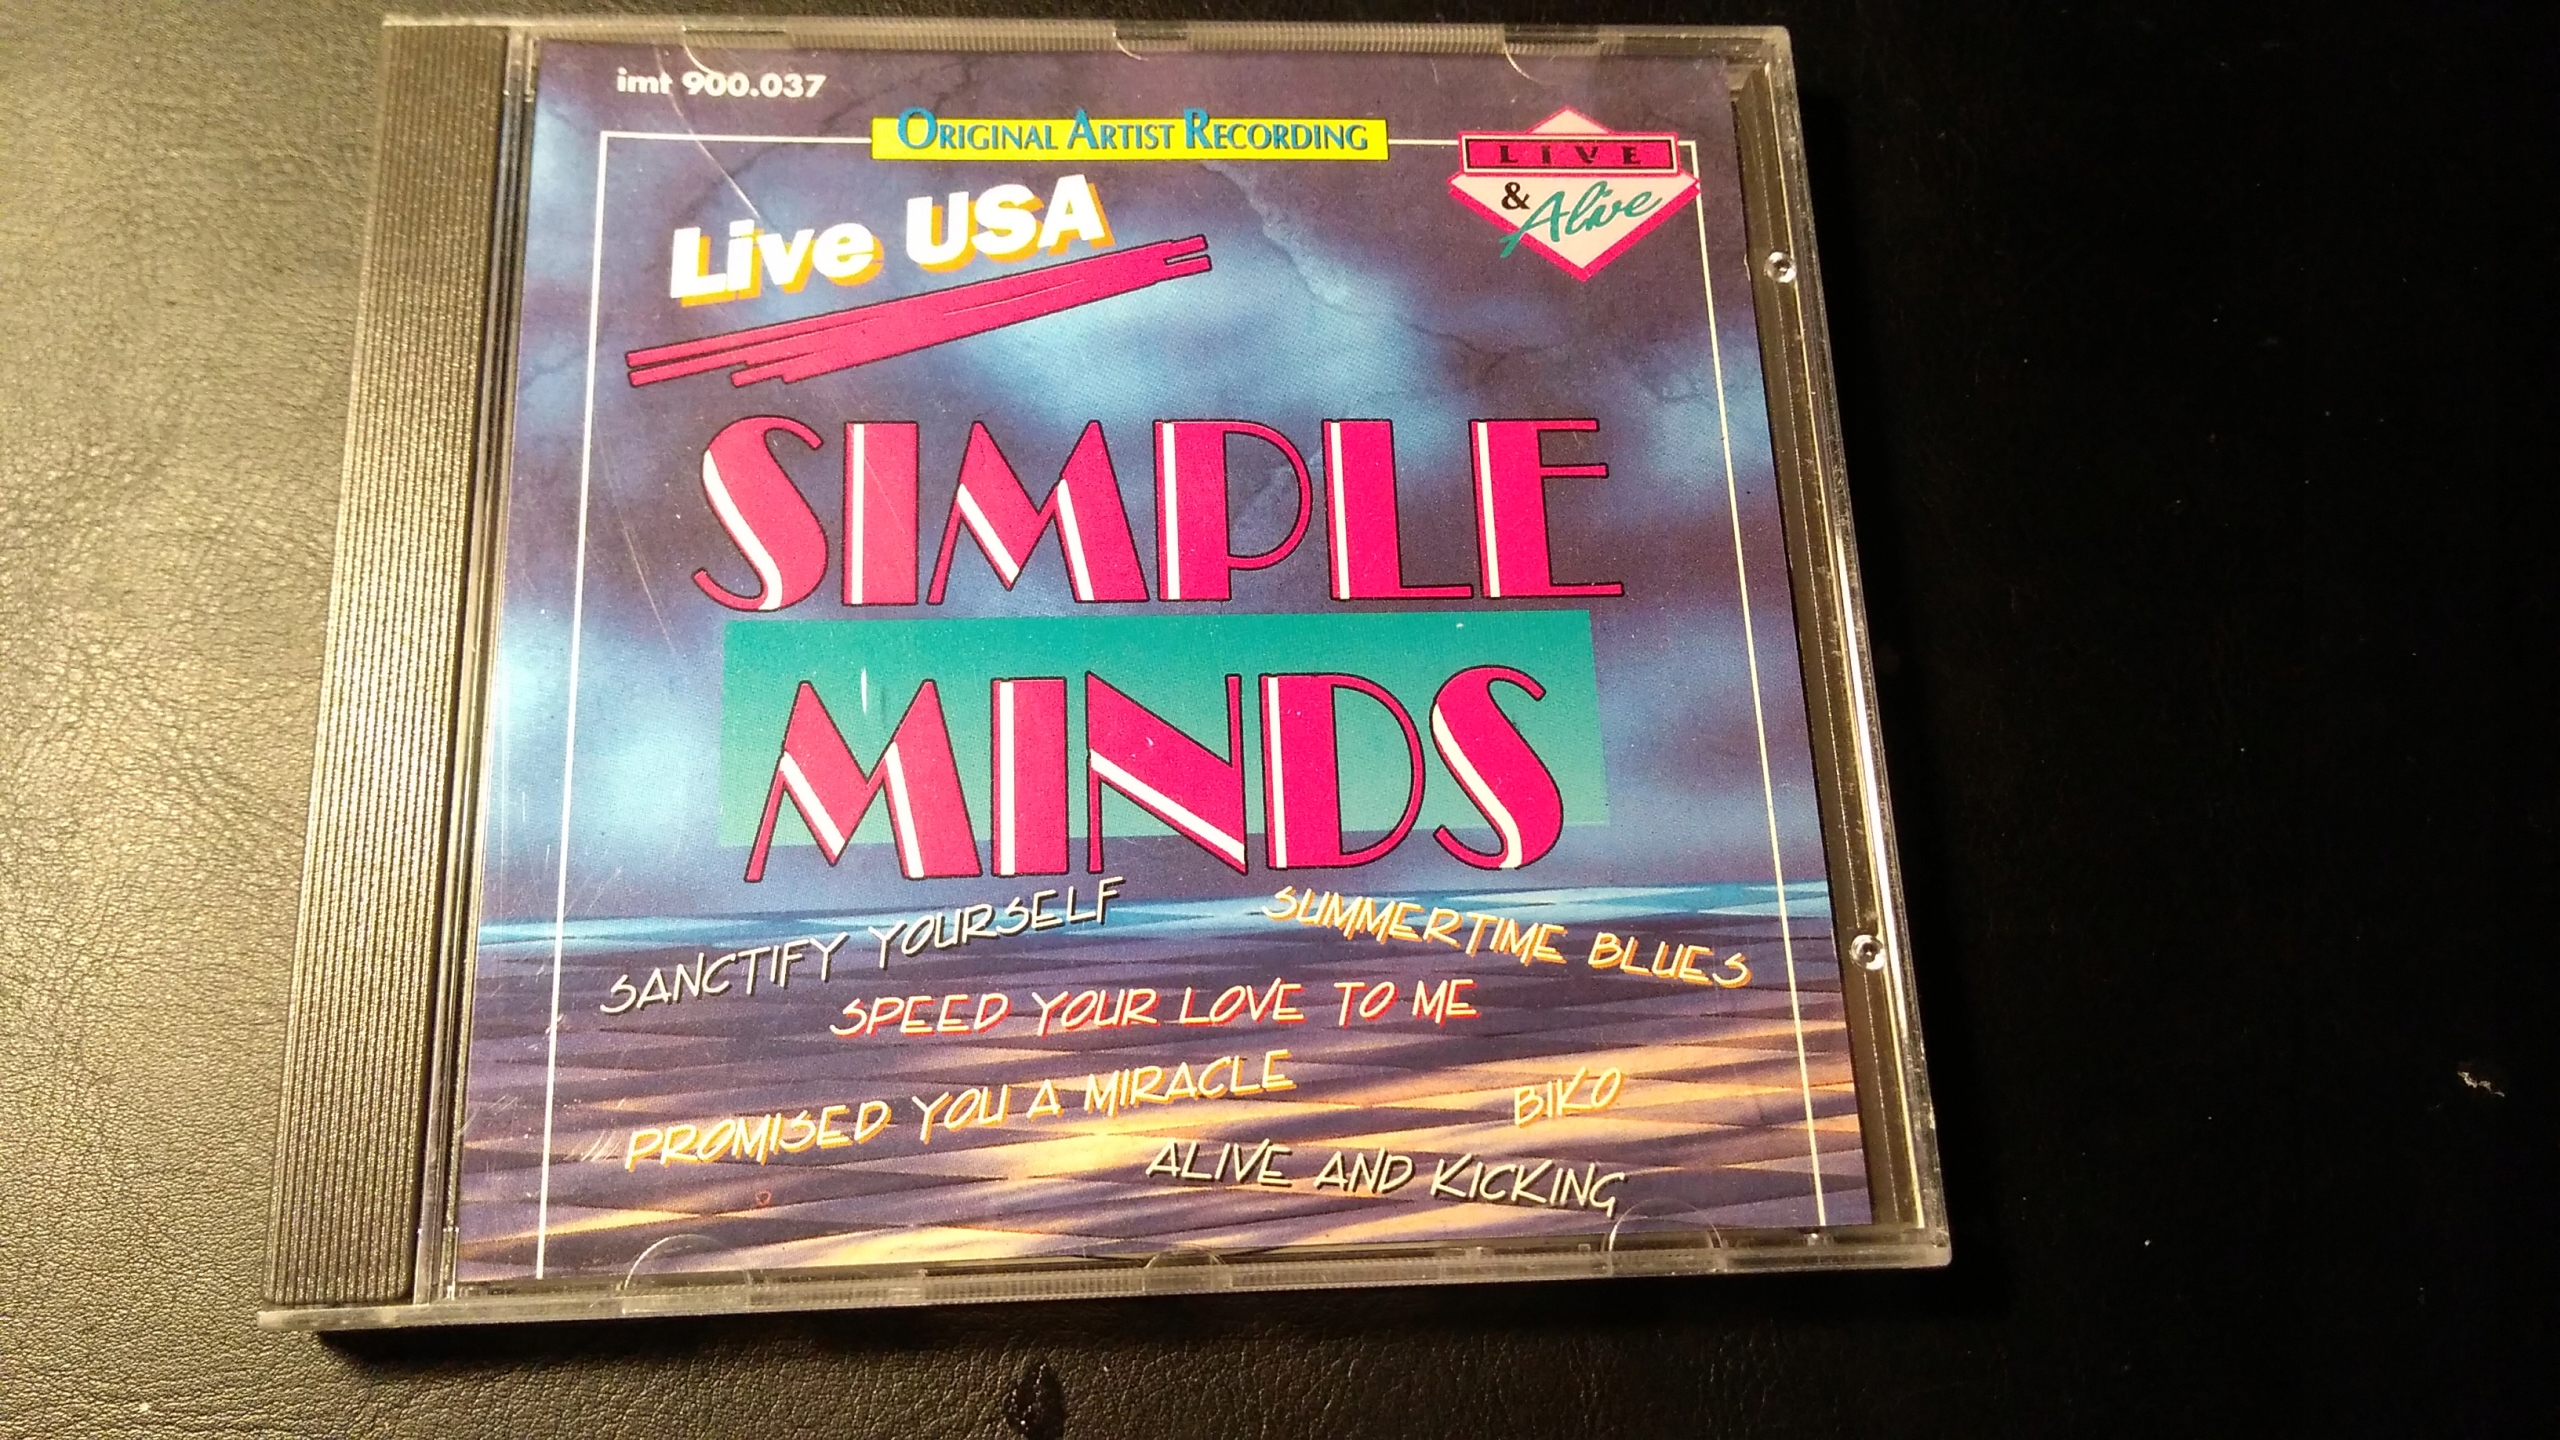 imt 900.037
ORIGINAL ARTIST RECORDING
LIVE
& Alive
Live USA
SIMPLE
MINDS
SANCTIFY YOURSELF
SUMMERTIME BLUES
SPEED YOUR LOVE TO ME
PROMISED YOU A MIRACLE
BIKO
ALIVE AND KICKING